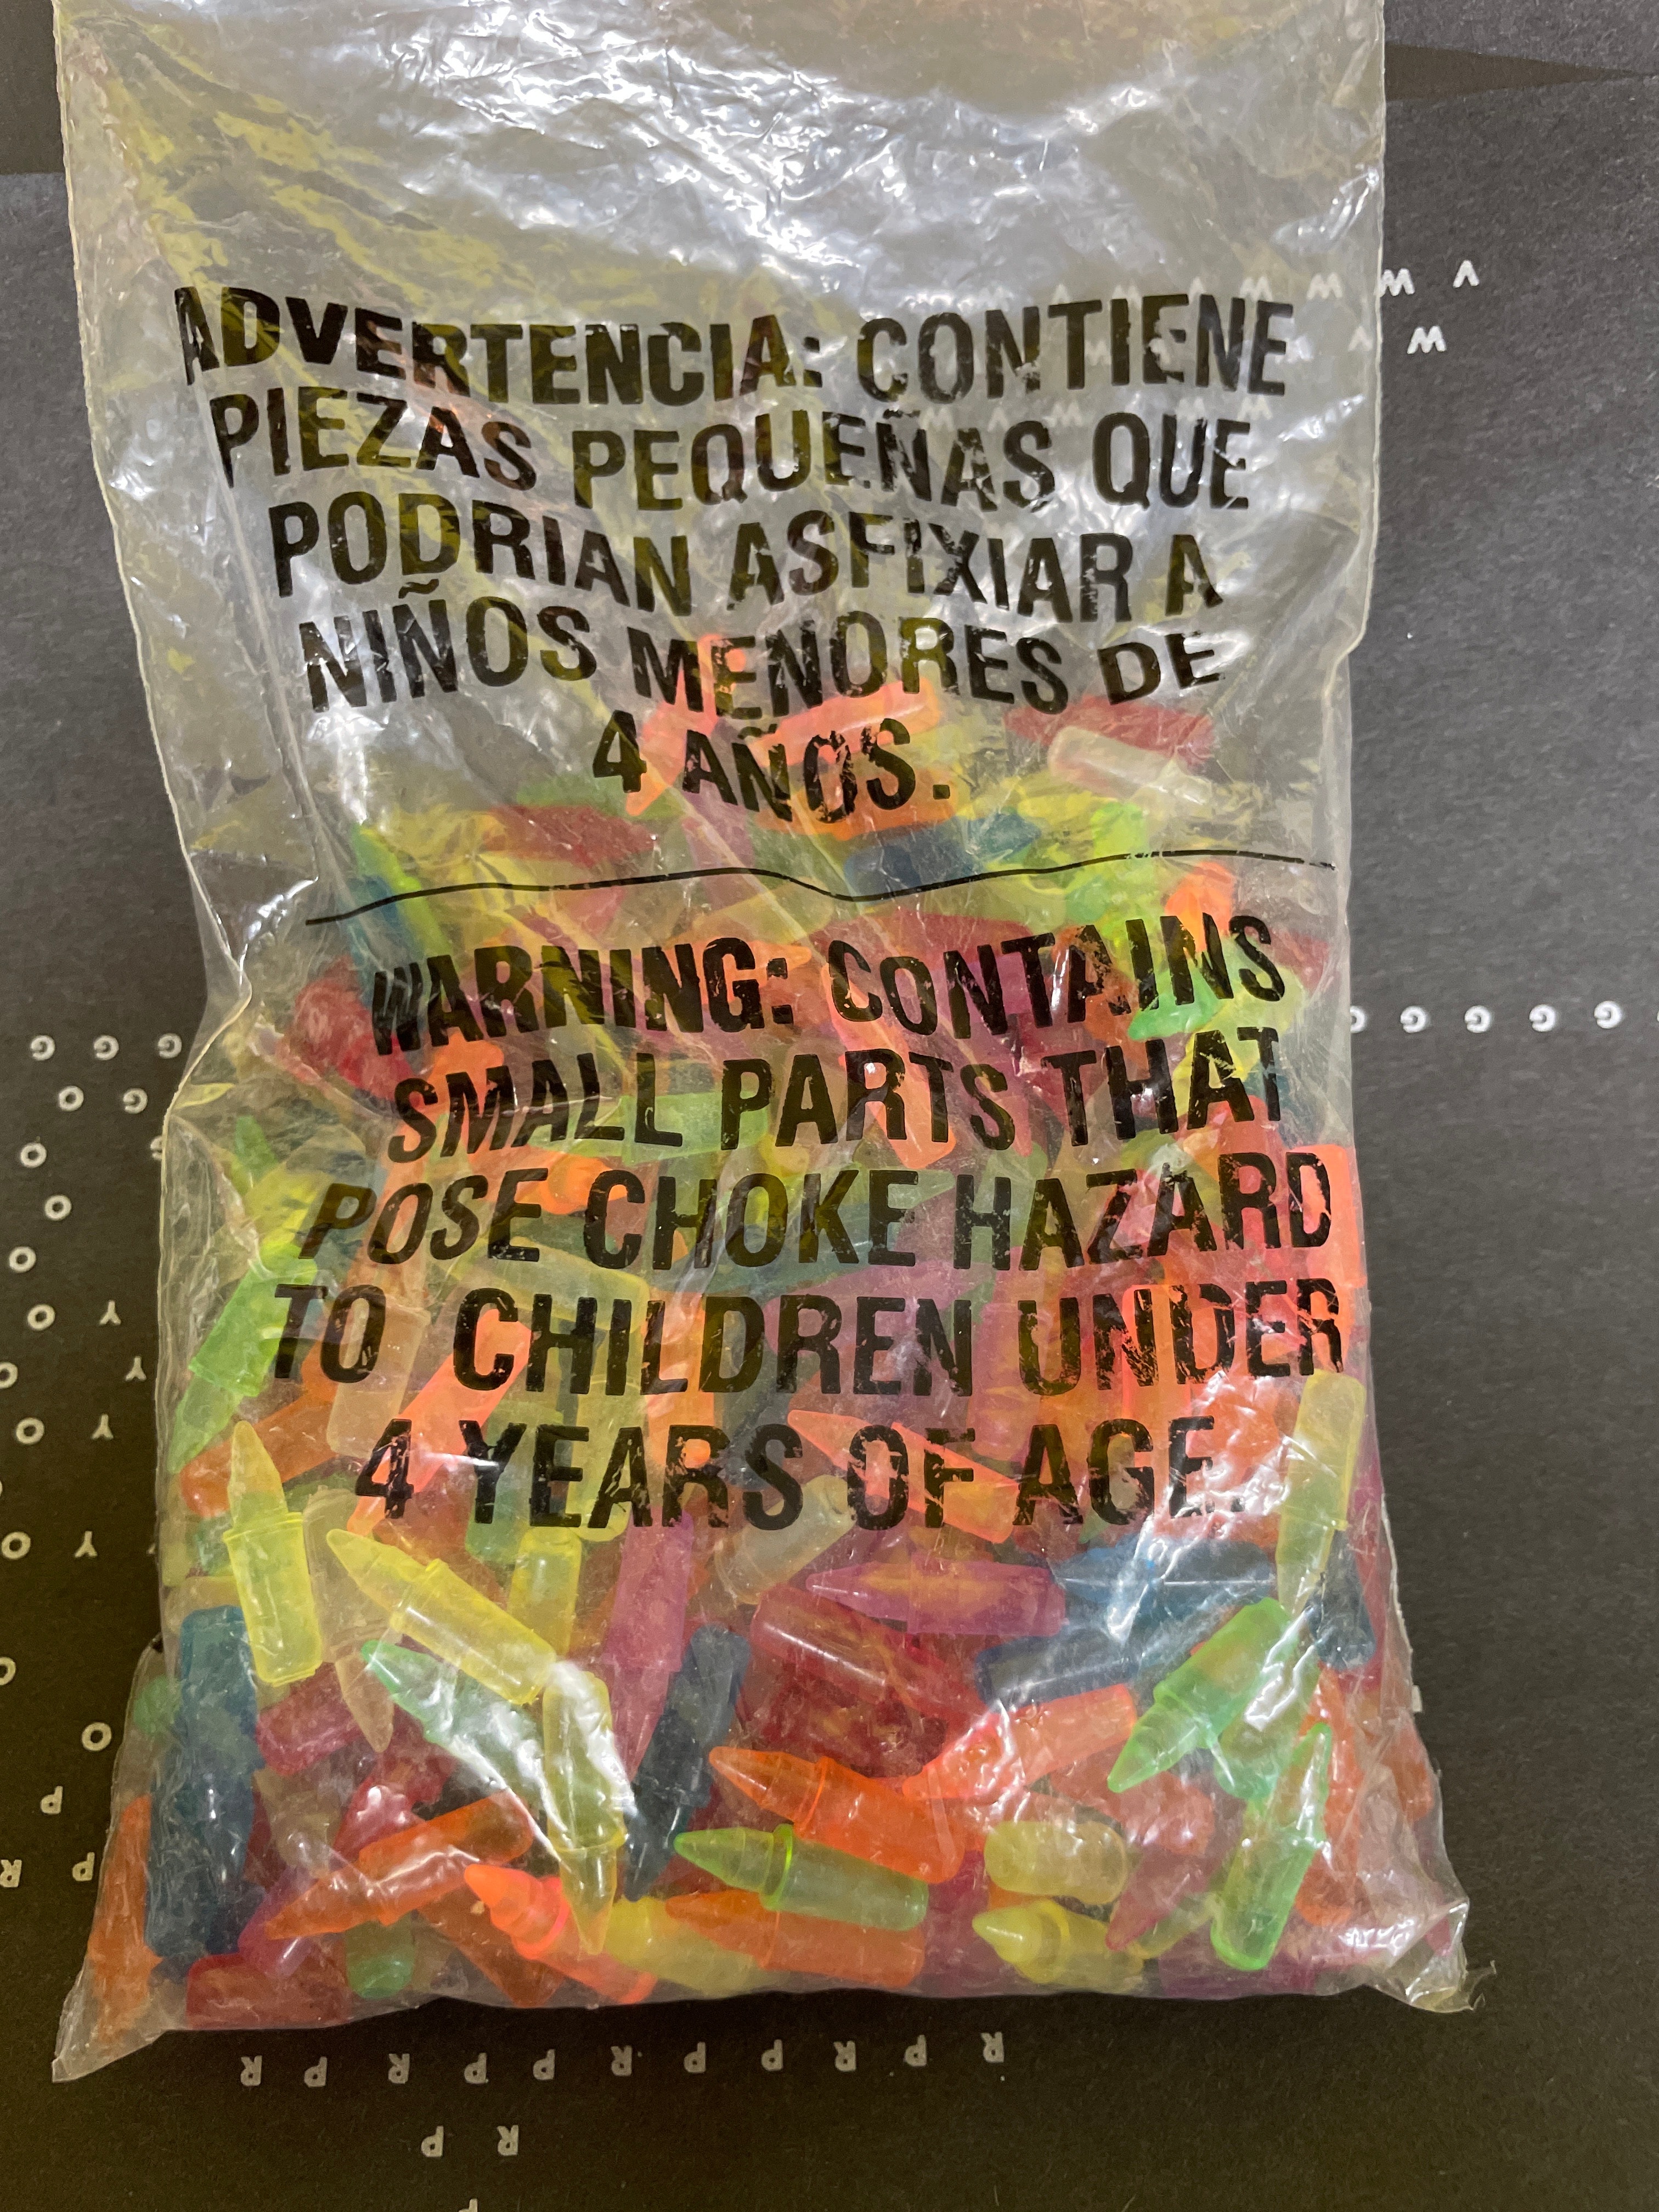 ADVERTENCIA: CONTIENE
PIEZAS PEQUEÑAS QUE
PODRIAN ASFIXIAR A
NIÑOS MENORES DE
4 AÑOS.
WARNING: CONTAINS
SMALL PARTS THAT
POSE CHOKE HAZARD
TO CHILDREN UNDER
4 YEARS OF AGE.